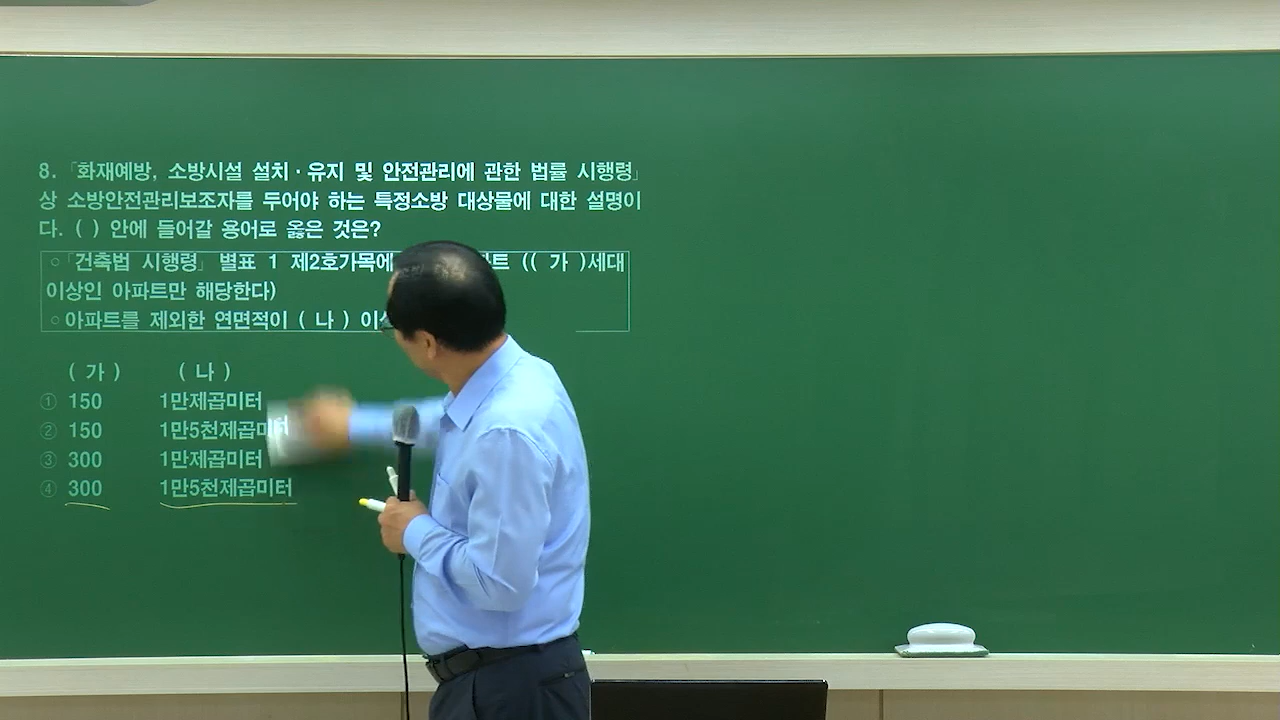 8. 「화재예방, 소방시설 설치·유지 및 안전관리에 관한 법률 시행령」
상 소방안전관리보조자를 두어야 하는 특정소방 대상물에 대한 설명이
다. ( ) 안에 들어갈 용어로 옳은 것은?
○「건축법 시행령」 별표 1 제2호가목에 (( 가 )세대
이상인 아파트만 해당한다)
○아파트를 제외한 연면적이 ( 나 )
( 가 ) ( 나 )
① 150 1만제곱미터
② 150 1만5천제곱미터
③ 300 1만제곱미터
④ 300 1만5천제곱미터